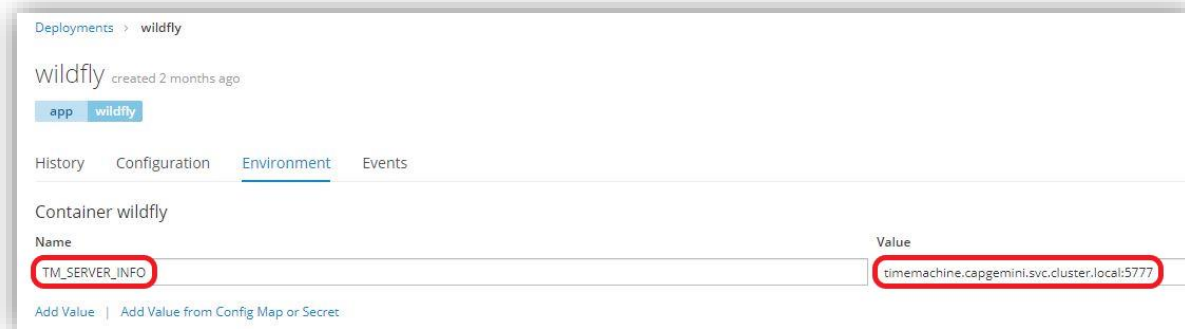 Deployments > wildfly
wildfly created 2 months ago
app wildfly
History Configuration Environment Events
Container wildfly
Name Value
TM_SERVER_INFO timemachine.capgemini.svc.cluster.local:5777
Add Value | Add Value from Config Map or Secret